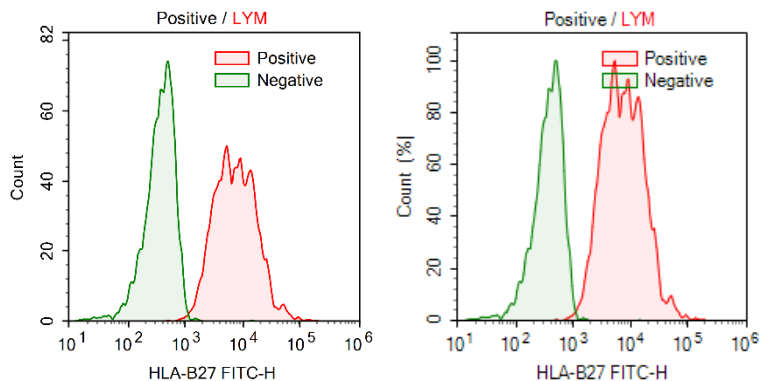 Positive / LYM
82
60
40
20
0
Count
Positive
Negative
10^1 10^2 10^3 10^4 10^5 10^6
HLA-B27 FITC-H
Positive / LYM
100
80
60
40
20
0
Count (%)
Positive
Negative
10^1 10^2 10^3 10^4 10^5 10^6
HLA-B27 FITC-H